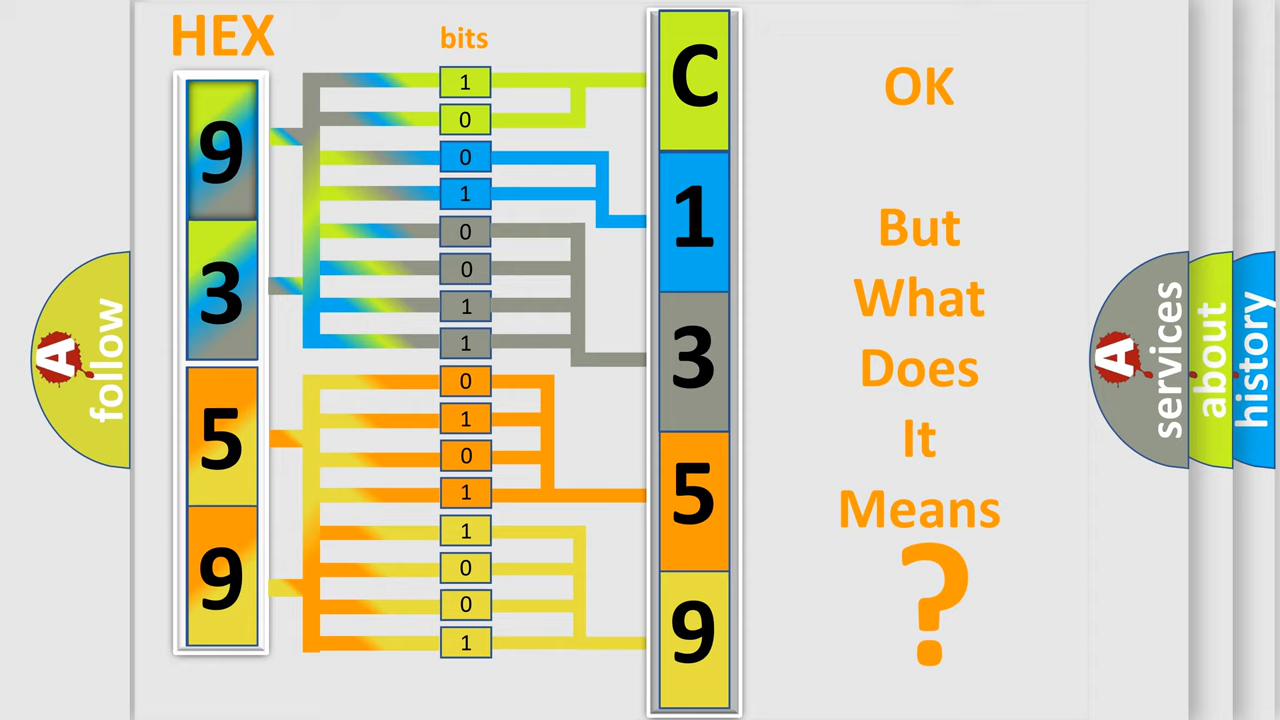 HEX
bits
9
3
5
9
1
0
0
1
0
0
1
1
0
1
0
1
1
0
0
1
C
1
3
5
9
OK
But
What
Does
It
Means
?
A
follow
A
services
about
history